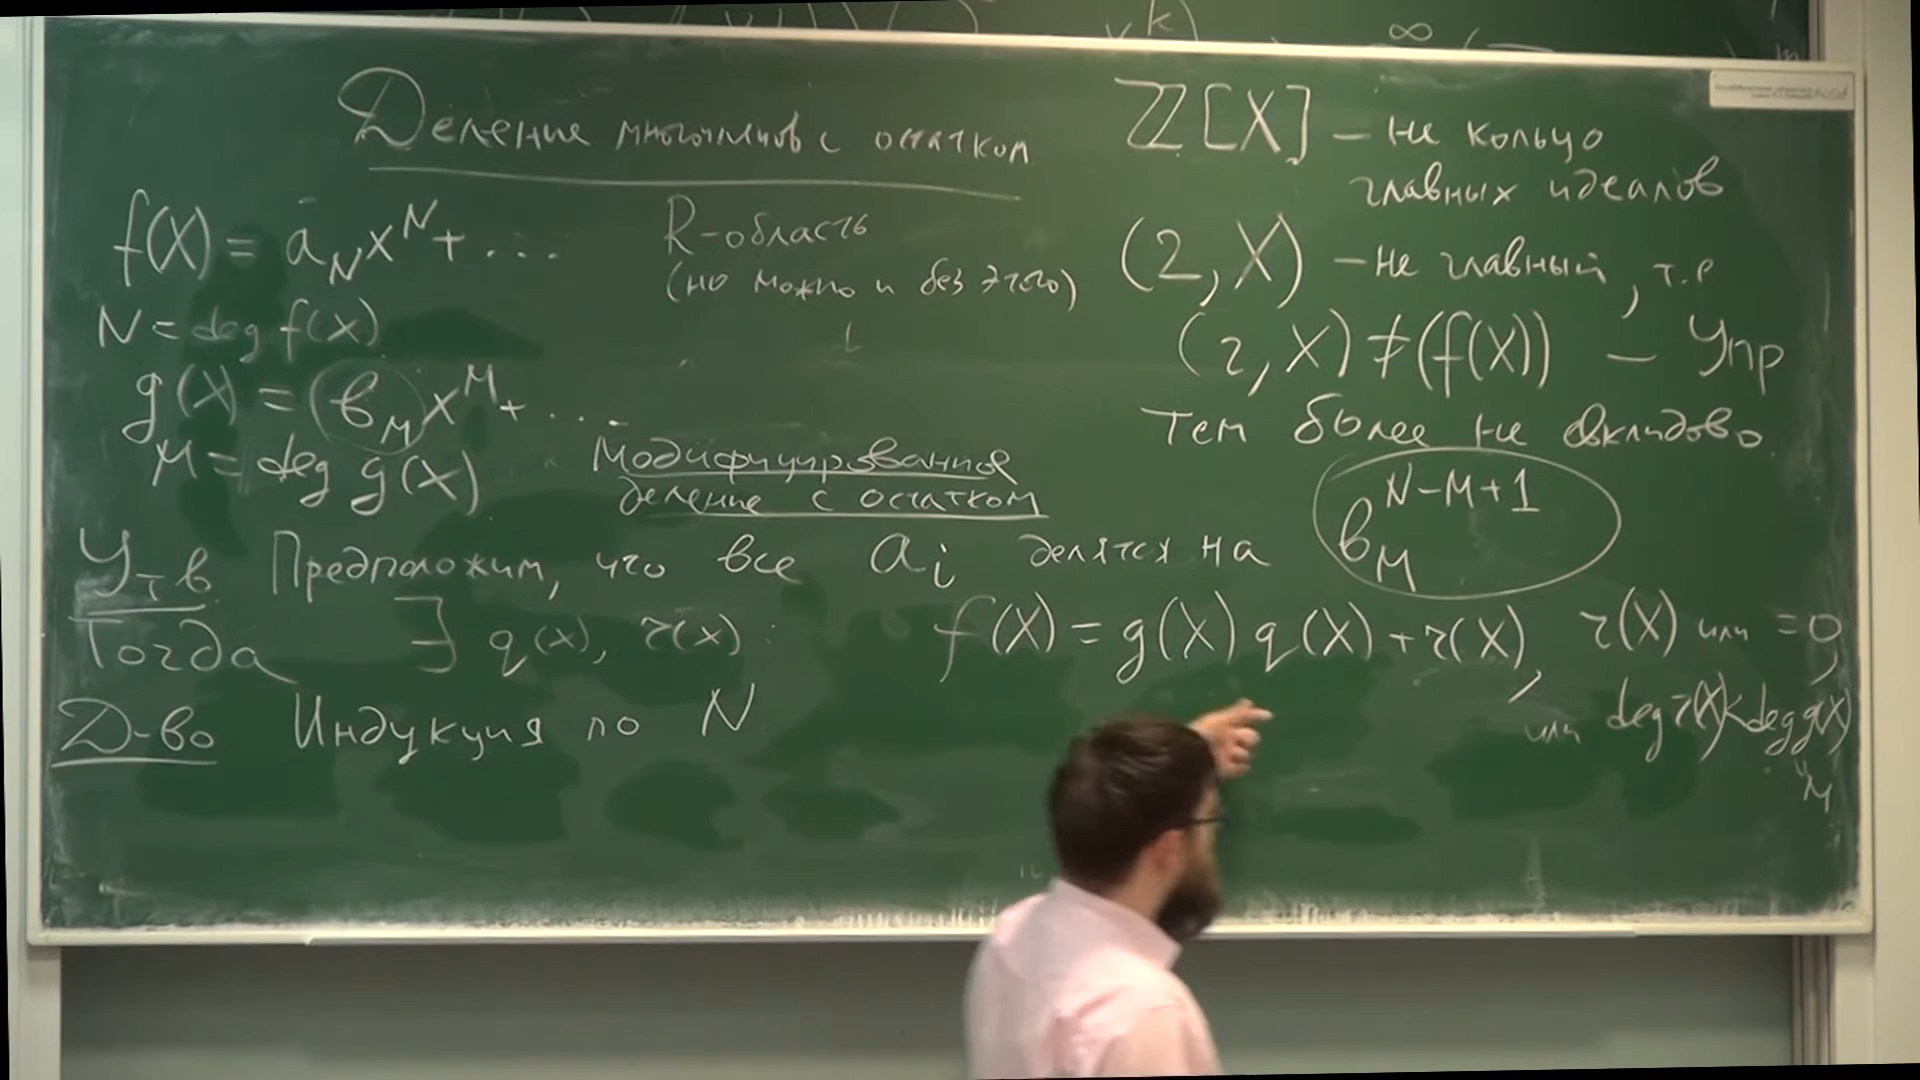 Деление многочленов с остатком
f(X) = a_N x^N + ...
R-область
(но можно и без этого)
N = deg f(x)
g(X) = b_M x^M + ...
M = deg g(X)
Модифицированное
деление с остатком
Z[X] – не кольцо
главных идеалов
(2, X) – не главный, т.е
(2, X) ≠ (f(X)) – Упр
Тем более не евклидово
Утв Предположим, что все a_i делятся на b_M^{N-M+1}
Тогда ∃ q(x), r(x): f(X) = g(X) q(X) + r(X), r(X) или = 0,
или deg r(X) < deg g(X)
M
Д-во Индукция по N